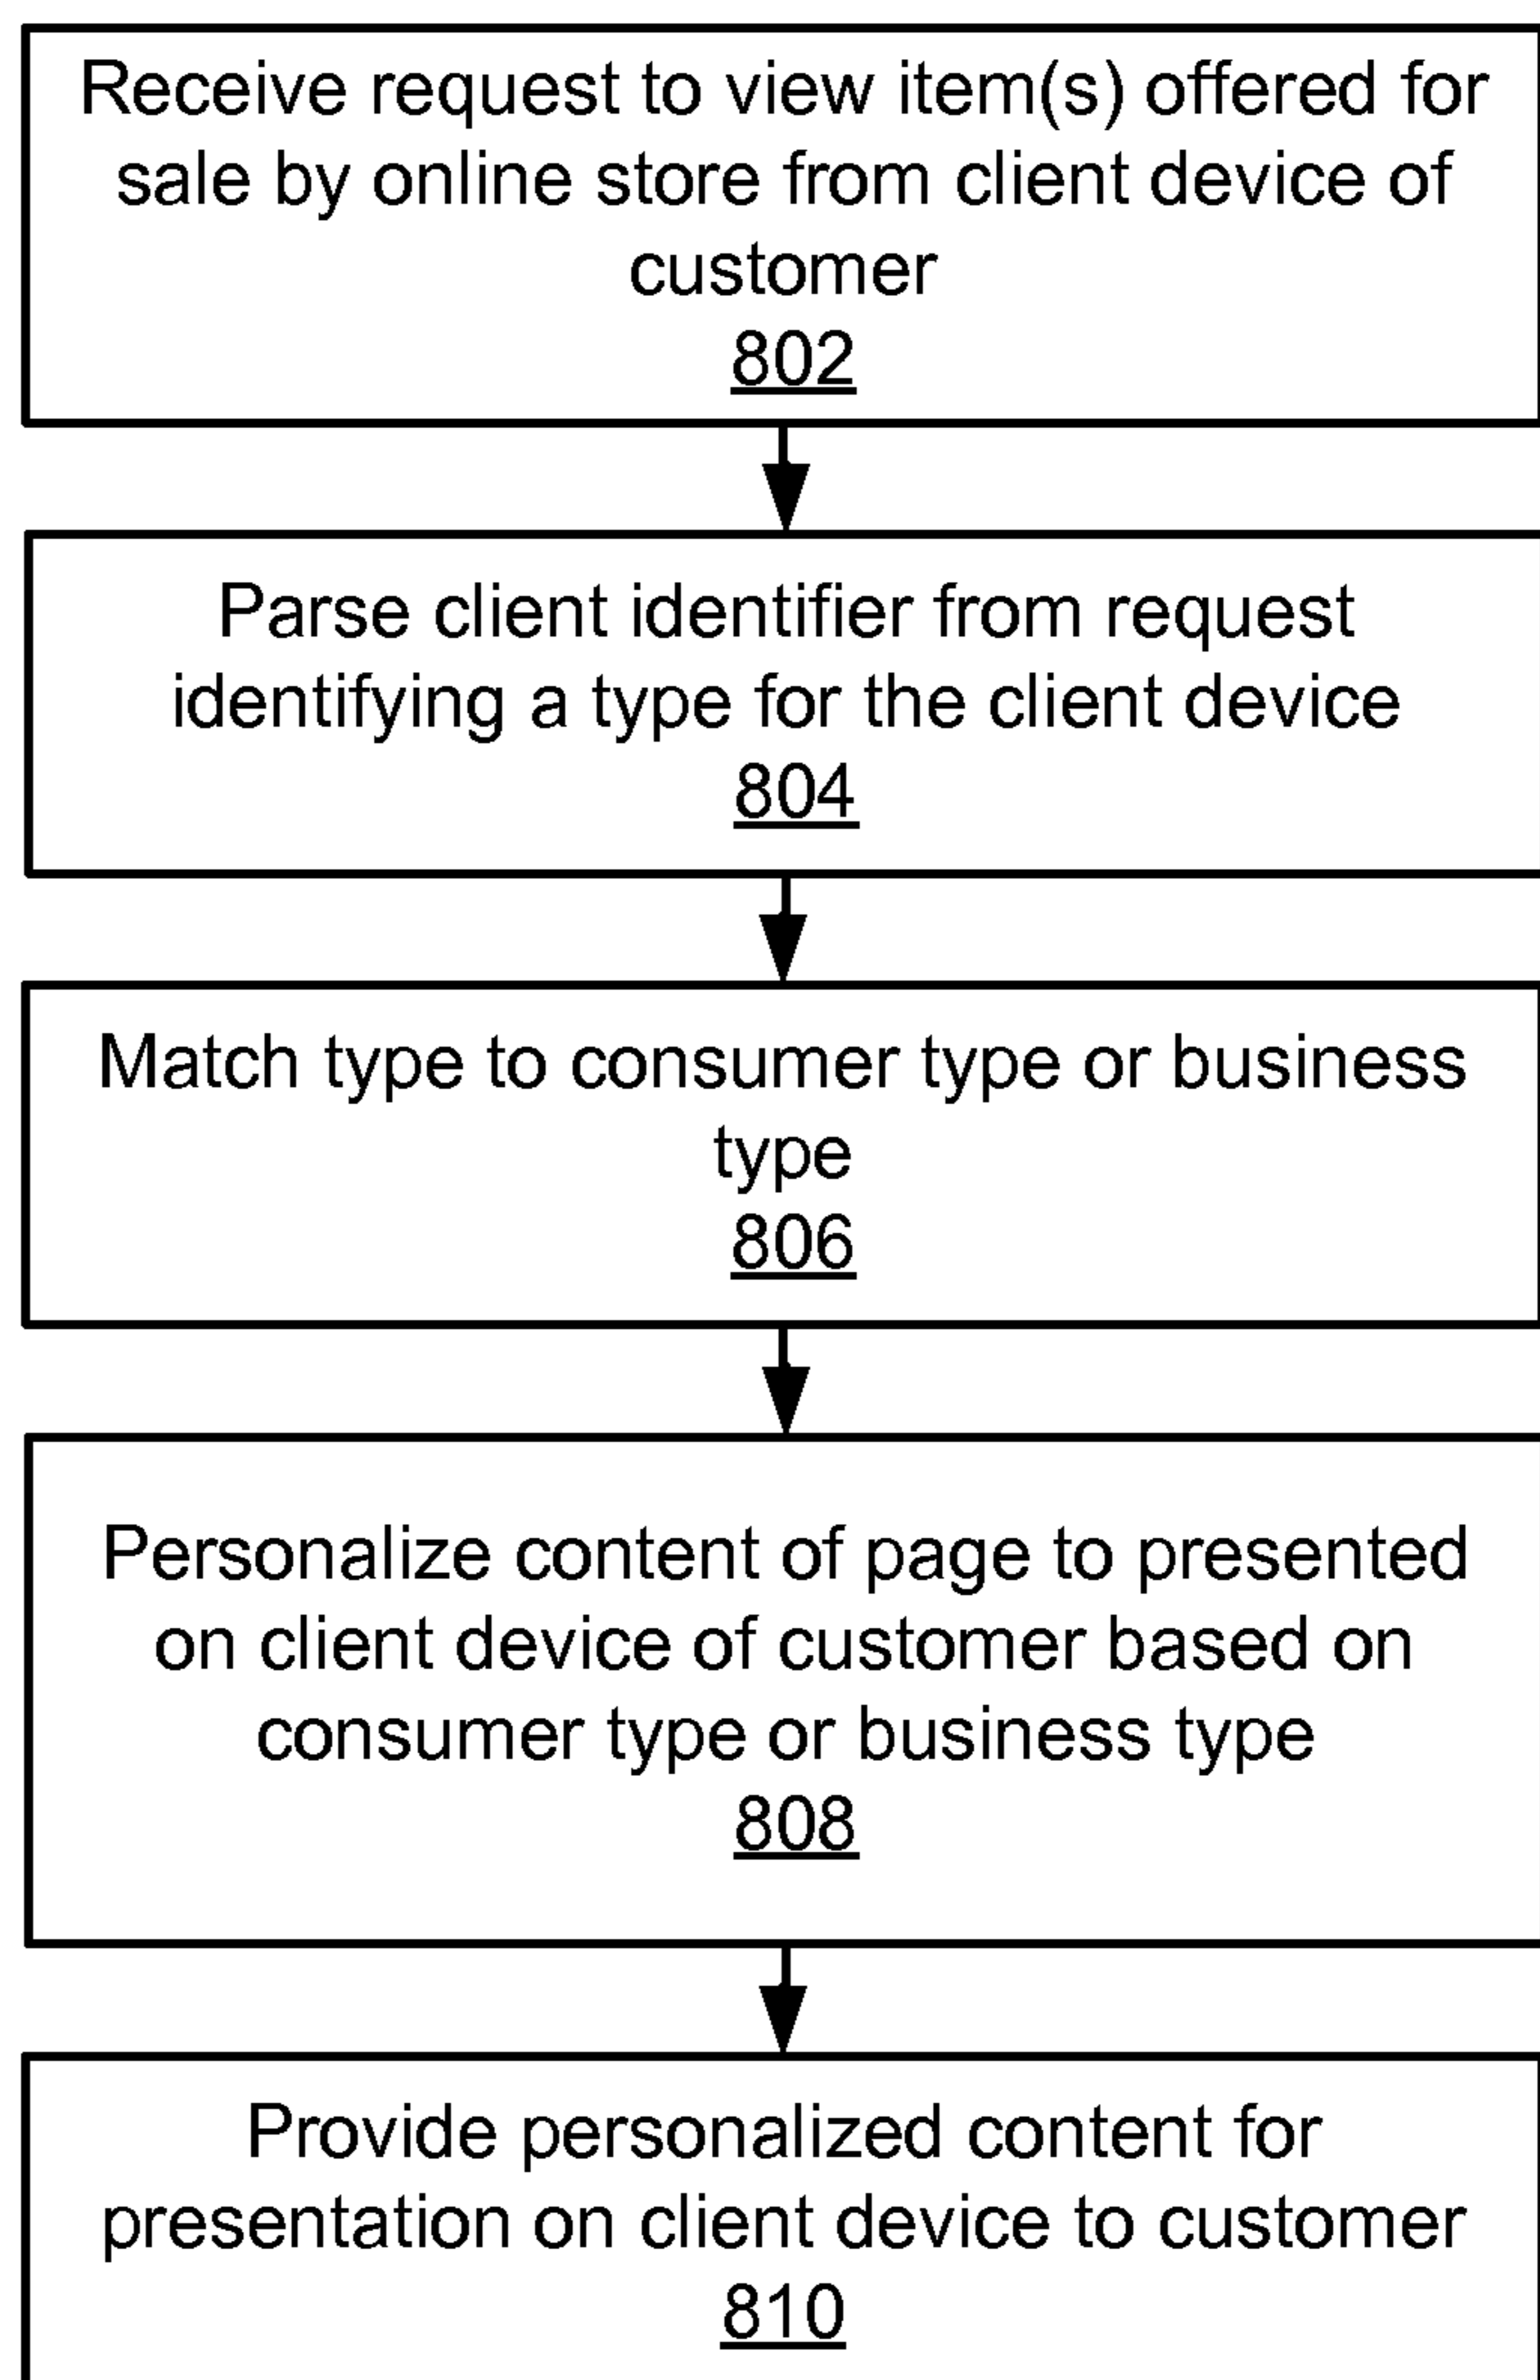 Receive request to view item(s) offered for
sale by online store from client device of
customer
802
Parse client identifier from request
identifying a type for the client device
804
Match type to consumer type or business
type
806
Personalize content of page to presented
on client device of customer based on
consumer type or business type
808
Provide personalized content for
presentation on client device to customer
810